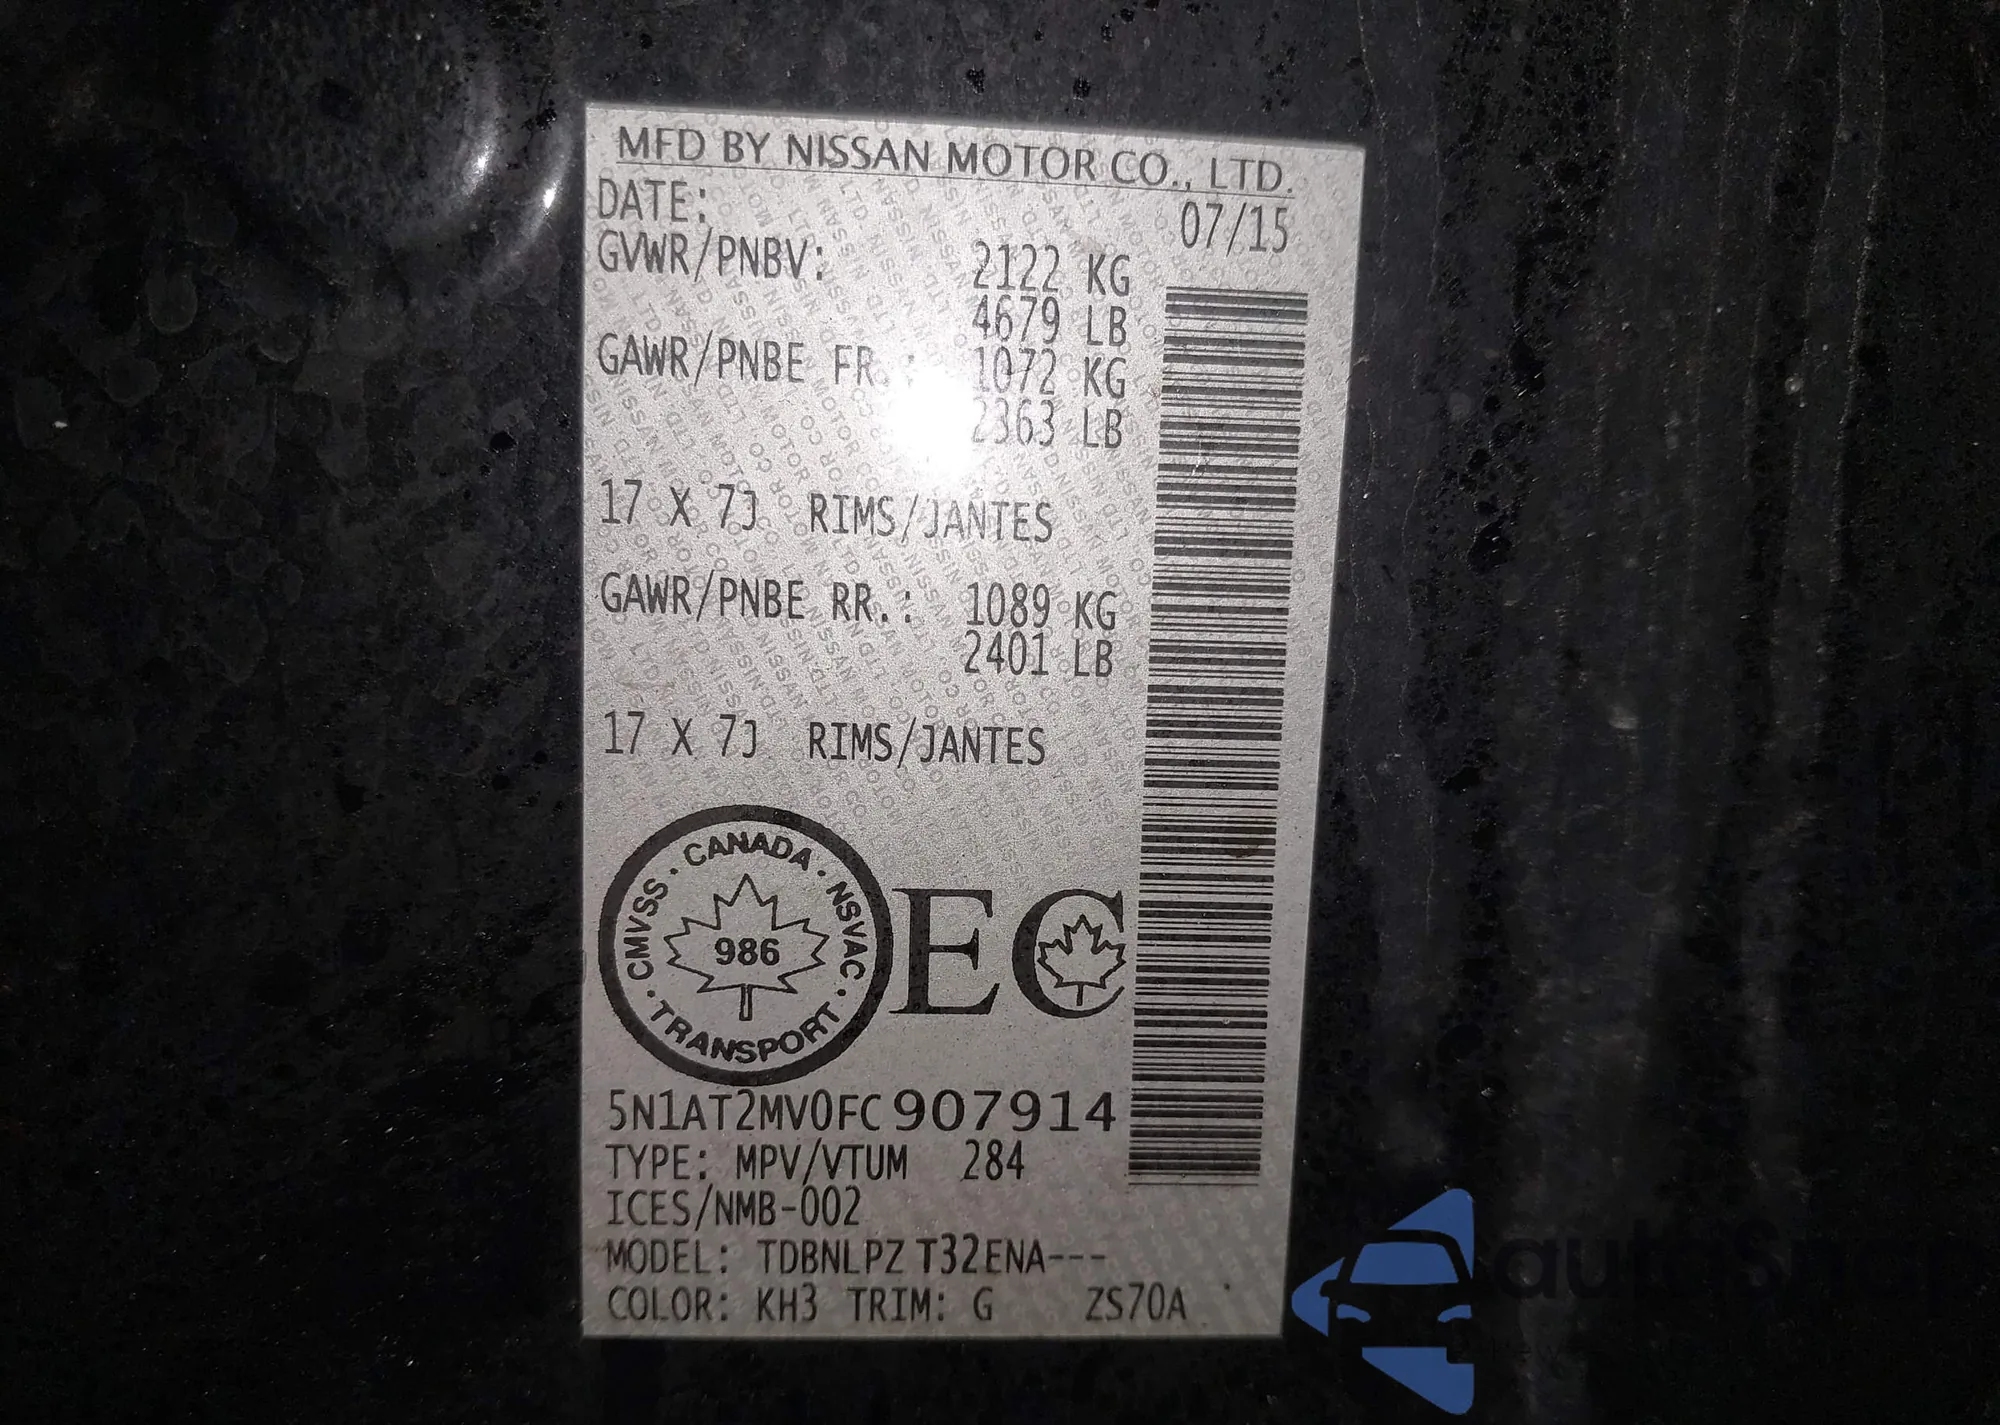 MFD BY NISSAN MOTOR CO., LTD.
DATE: 07/15
GVWR/PNBV: 2122 KG
4679 LB
GAWR/PNBE FR.: 1072 KG
2363 LB
17 X 7J RIMS/JANTES
GAWR/PNBE RR.: 1089 KG
2401 LB
17 X 7J RIMS/JANTES
CANADA · NSVAC · TRANSPORT · CMVSS ·
986
EC
5N1AT2MV0FC907914
TYPE: MPV/VTUM 284
ICES/NMB-002
MODEL: TDBNLPZ T32ENA---
COLOR: KH3 TRIM: G ZS70A